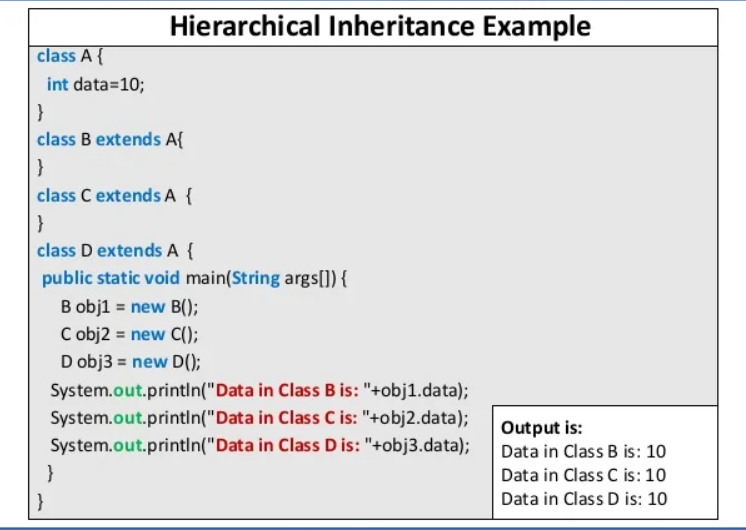 Hierarchical Inheritance Example
class A {
int data=10;
}
class B extends A{
}
class C extends A {
}
class D extends A {
public static void main(String args[]) {
B obj1 = new B();
C obj2 = new C();
D obj3 = new D();
System.out.println("Data in Class B is: "+obj1.data);
System.out.println("Data in Class C is: "+obj2.data);
System.out.println("Data in Class D is: "+obj3.data);
}
}
Output is:
Data in Class B is: 10
Data in Class C is: 10
Data in Class D is: 10